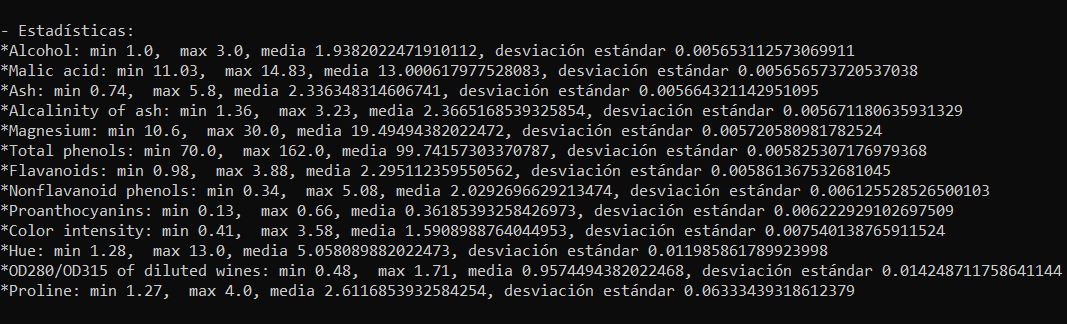 - Estadísticas:
*Alcohol: min 1.0,  max 3.0, media 1.9382022471910112, desviación estándar 0.005653112573069911
*Malic acid: min 11.03,  max 14.83, media 13.000617977528083, desviación estándar 0.005656573720537038
*Ash: min 0.74,  max 5.8, media 2.336348314606741, desviación estándar 0.005664321142951095
*Alcalinity of ash: min 1.36,  max 3.23, media 2.3665168539325854, desviación estándar 0.005671180635931329
*Magnesium: min 10.6,  max 30.0, media 19.49494382022472, desviación estándar 0.005720580981782524
*Total phenols: min 70.0,  max 162.0, media 99.74157303370787, desviación estándar 0.005825307176979368
*Flavanoids: min 0.98,  max 3.88, media 2.295112359550562, desviación estándar 0.005861367532681045
*Nonflavanoid phenols: min 0.34,  max 5.08, media 2.0292696629213474, desviación estándar 0.006125528526500103
*Proanthocyanins: min 0.13,  max 0.66, media 0.36185393258426973, desviación estándar 0.006222929102697509
*Color intensity: min 0.41,  max 3.58, media 1.5908988764044953, desviación estándar 0.007540138765911524
*Hue: min 1.28,  max 13.0, media 5.058089882022473, desviación estándar 0.011985861789923998
*OD280/OD315 of diluted wines: min 0.48,  max 1.71, media 0.9574494382022468, desviación estándar 0.014248711758641144
*Proline: min 1.27,  max 4.0, media 2.6116853932584254, desviación estándar 0.06333439318612379